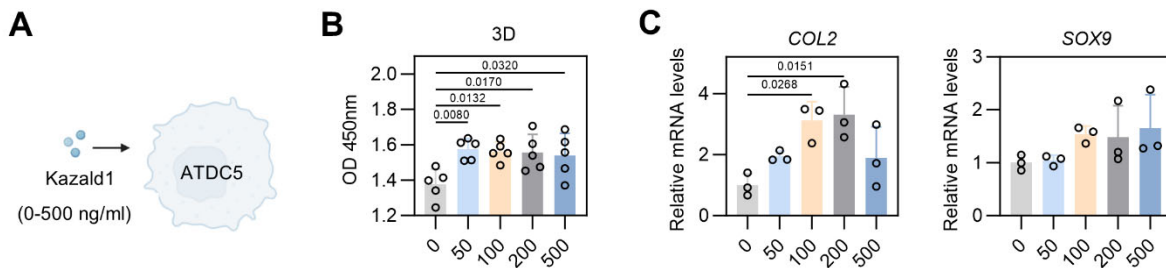 A
Kazald1
(0-500 ng/ml)
ATDC5
B
3D
OD 450nm
2.0
1.8
1.6
1.4
1.2
0.0320
0.0170
0.0132
0.0080
0
50
100
200
500
C
COL2
Relative mRNA levels
4
2
0
0.0151
0.0268
0
50
100
200
500
SOX9
Relative mRNA levels
3
2
1
0
0
50
100
200
500